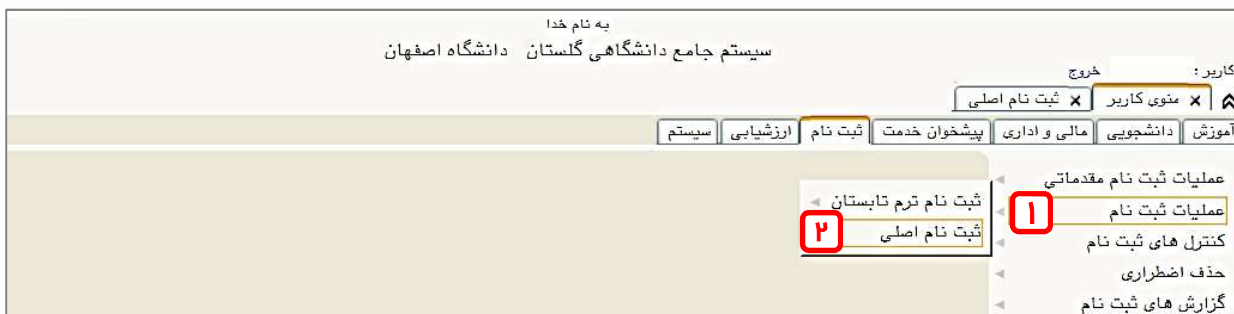 به نام خدا
سیستم جامع دانشگاهی گلستان دانشگاه اصفهان
کاربر : خروج
منوی کاربر ثبت نام اصلی
آموزش دانشجویی مالی و اداری پیشخوان خدمت ثبت نام ارزشیابی سیستم
عملیات ثبت نام مقدماتی
عملیات ثبت نام ۱ ثبت نام ترم تابستان
کنترل های ثبت نام ثبت نام اصلی ۲
حذف اضطراری
گزارش های ثبت نام